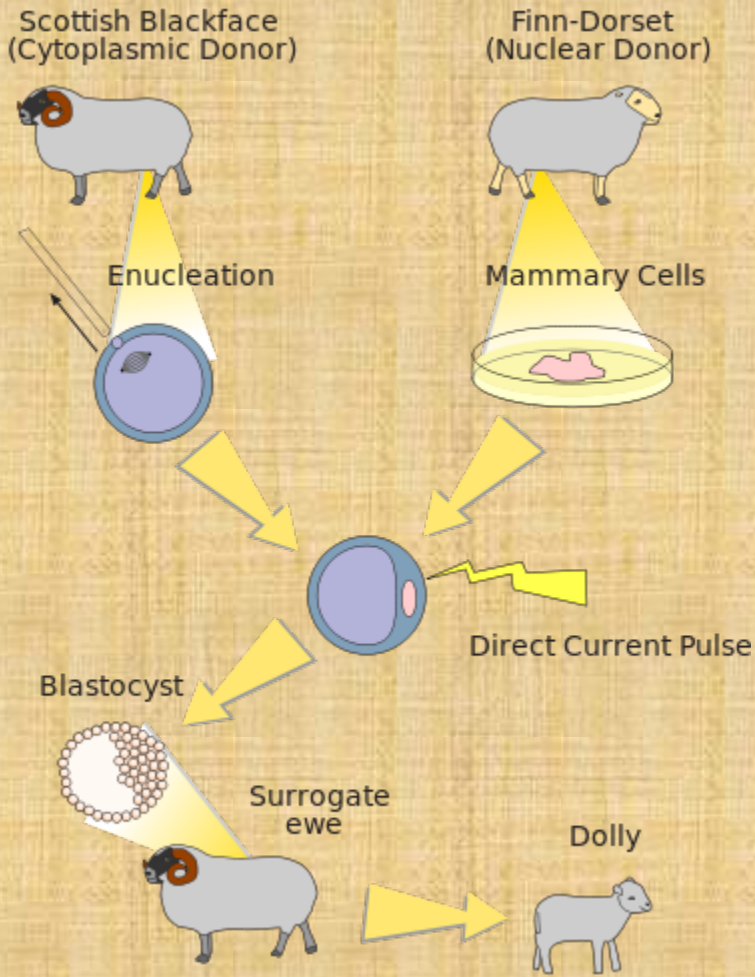 Scottish Blackface
(Cytoplasmic Donor)
Finn-Dorset
(Nuclear Donor)
Enucleation
Mammary Cells
Direct Current Pulse
Blastocyst
Surrogate
ewe
Dolly